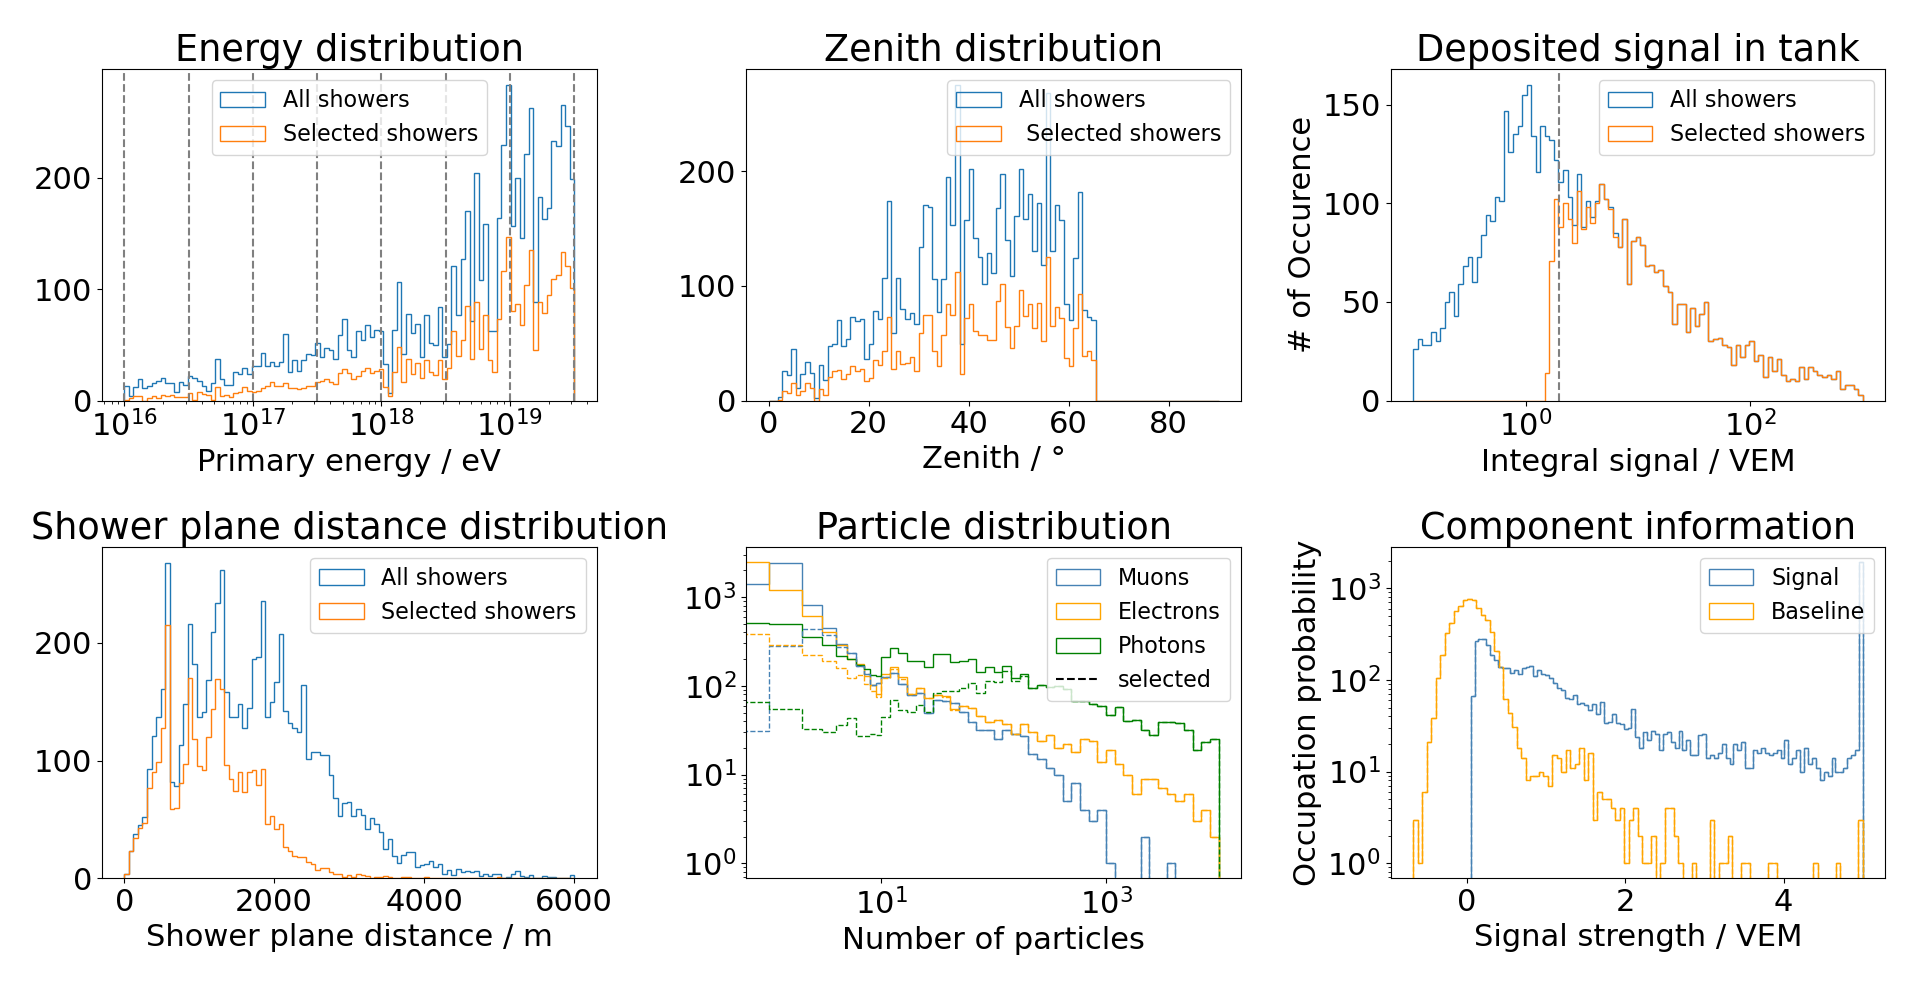 Energy distribution
All showers
Selected showers
200
100
0
10^16
10^17
10^18
10^19
Primary energy / eV
Zenith distribution
All showers
Selected showers
200
100
0
0
20
40
60
80
Zenith / °
Deposited signal in tank
All showers
Selected showers
# of Occurence
150
100
50
0
10^0
10^2
Integral signal / VEM
Shower plane distance distribution
All showers
Selected showers
200
100
0
0
2000
4000
6000
Shower plane distance / m
Particle distribution
Muons
Electrons
Photons
selected
10^3
10^2
10^1
10^0
10^1
10^3
Number of particles
Component information
Signal
Baseline
Occupation probability
10^3
10^2
10^1
10^0
0
2
4
Signal strength / VEM